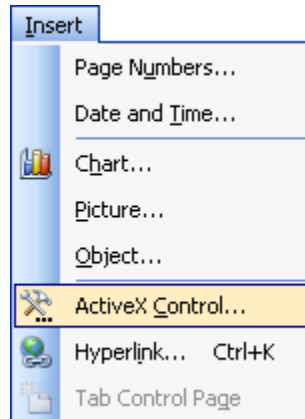 Insert
Page Numbers...
Date and Time...
Chart...
Picture...
Object...
ActiveX Control...
Hyperlink... Ctrl+K
Tab Control Page